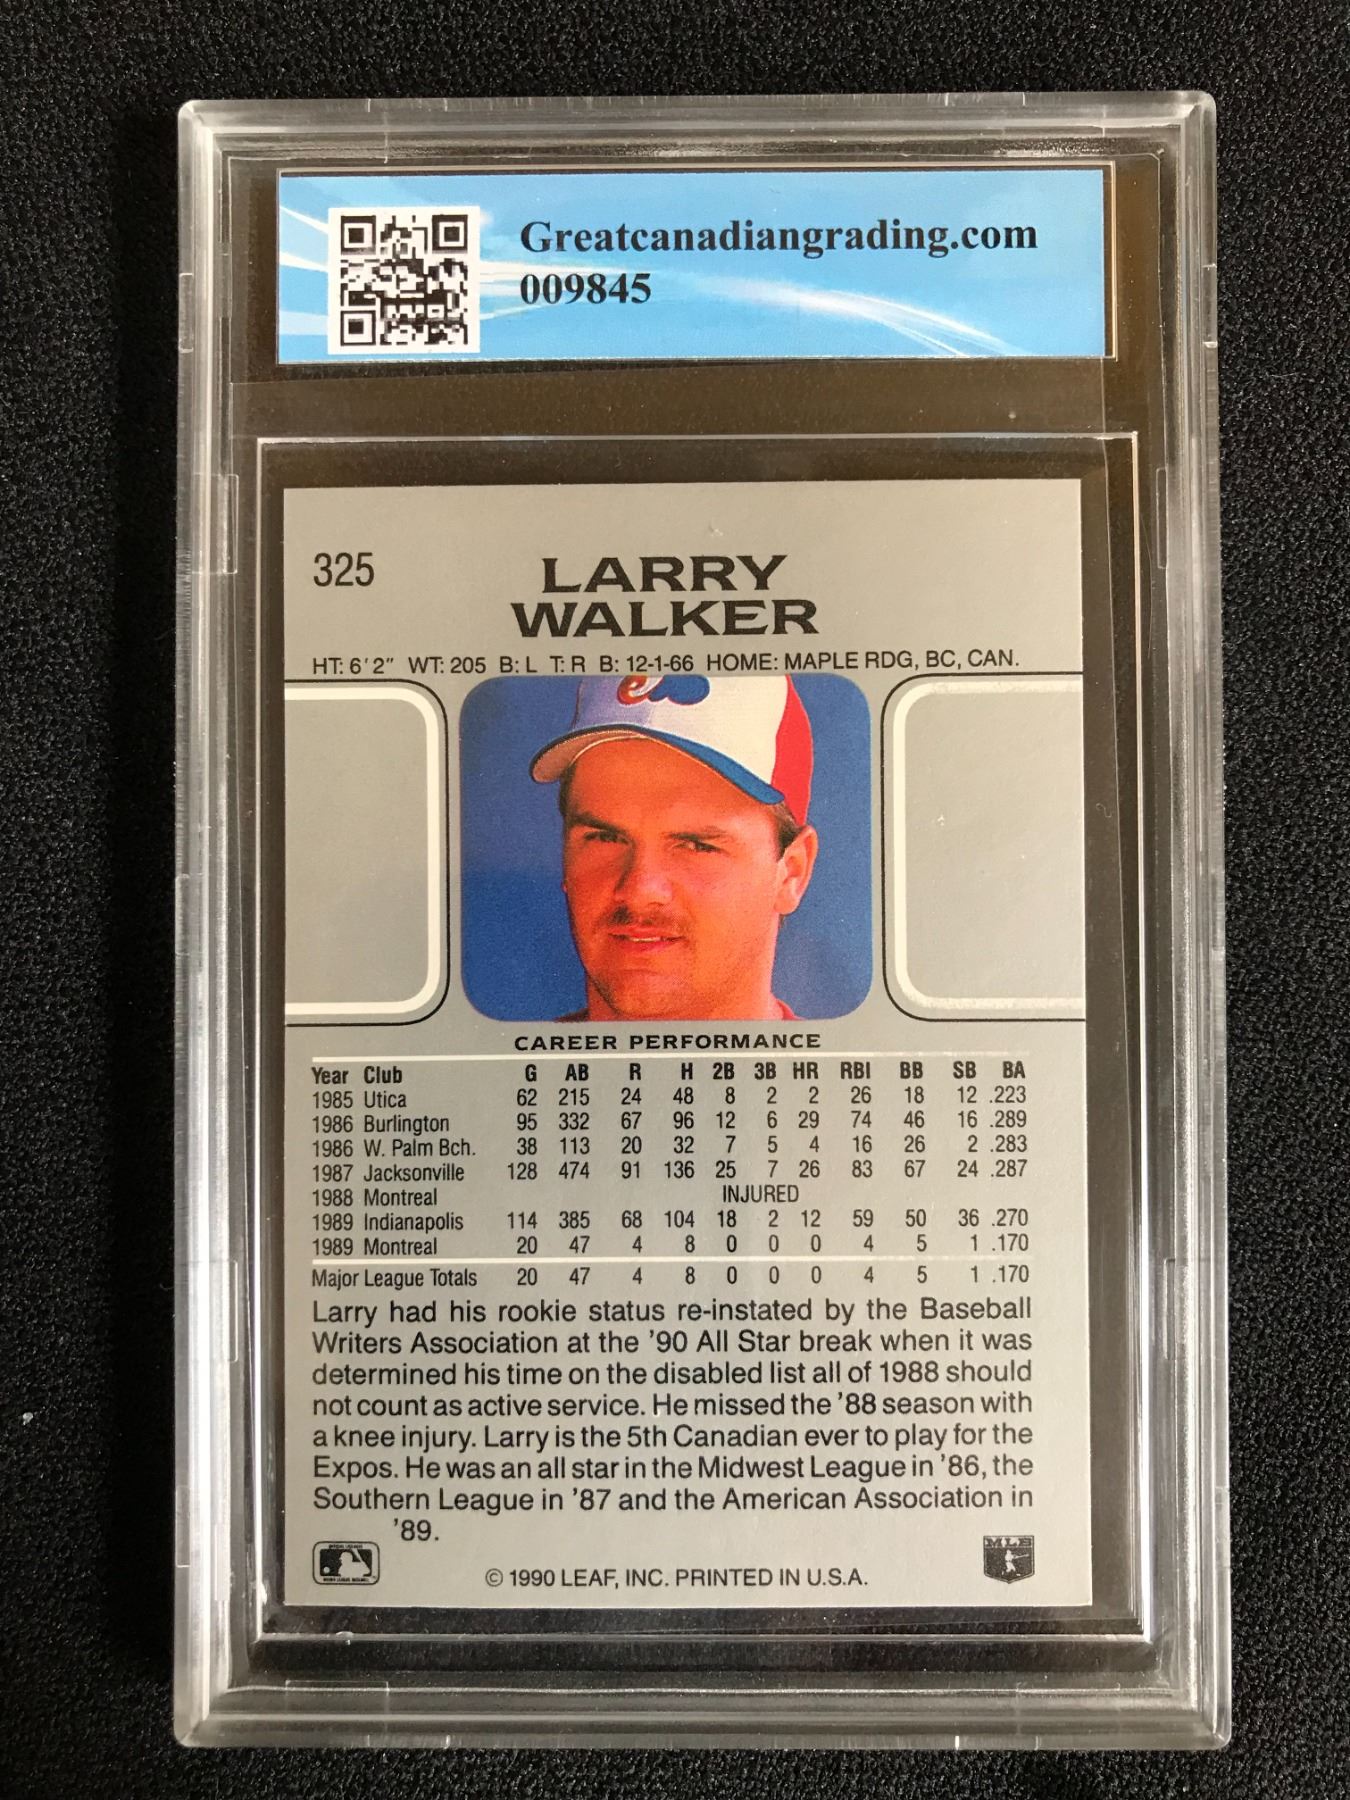 Greatcanadiangrading.com
009845
325
LARRY
WALKER
HT: 6'2" WT: 205 B: L T: R B: 12-1-66 HOME: MAPLE RDG, BC, CAN.
e
CAREER PERFORMANCE
Year Club G AB R H 2B 3B HR RBI BB SB BA
1985 Utica 62 215 24 48 8 2 2 26 18 12 .223
1986 Burlington 95 332 67 96 12 6 29 74 46 16 .289
1986 W. Palm Bch. 38 113 20 32 7 5 4 16 26 2 .283
1987 Jacksonville 128 474 91 136 25 7 26 83 67 24 .287
1988 Montreal INJURED
1989 Indianapolis 114 385 68 104 18 2 12 59 50 36 .270
1989 Montreal 20 47 4 8 0 0 0 4 5 1 .170
Major League Totals 20 47 4 8 0 0 0 4 5 1 .170
Larry had his rookie status re-instated by the Baseball
Writers Association at the '90 All Star break when it was
determined his time on the disabled list all of 1988 should
not count as active service. He missed the '88 season with
a knee injury. Larry is the 5th Canadian ever to play for the
Expos. He was an all star in the Midwest League in '86, the
Southern League in '87 and the American Association in
'89.
MLB
© 1990 LEAF, INC. PRINTED IN U.S.A.